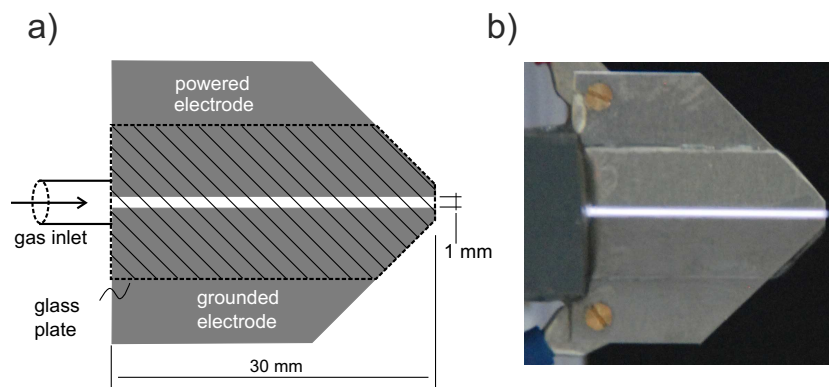 a)
b)
powered
electrode
gas inlet
1 mm
glass
plate
grounded
electrode
30 mm